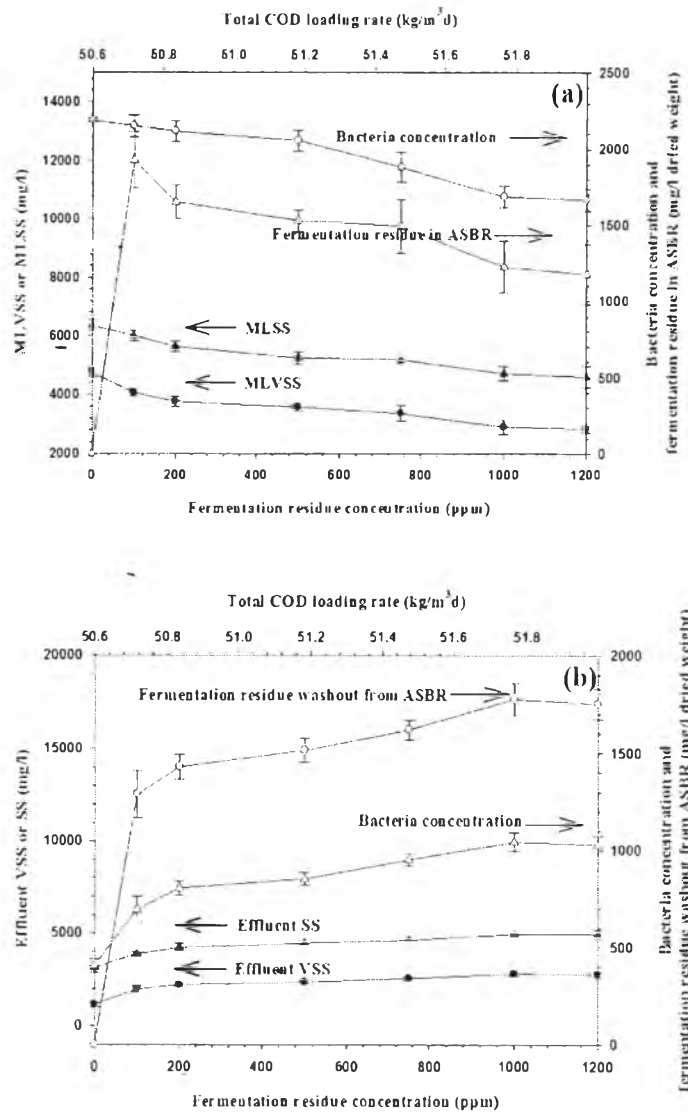 Total COD loading rate (kg/m³d)
50.6 50.8 51.0 51.2 51.4 51.6 51.8
(a)
MLVSS or MLSS (mg/l)
14000
12000
10000
8000
6000
4000
2000
2500
2000
1500
1000
500
0
Bacteria concentration and
fermentation residue in ASBR (mg/l dried weight)
Bacteria concentration
Fermentation residue in ASBR
MLSS
MLVSS
0 200 400 600 800 1000 1200
Fermentation residue concentration (ppm)
Total COD loading rate (kg/m³d)
50.6 50.8 51.0 51.2 51.4 51.6 51.8
(b)
Effluent VSS or SS (mg/l)
20000
15000
10000
5000
0
2000
1500
1000
500
0
Bacteria concentration and
fermentation residue washout from ASBR (mg/l dried weight)
Fermentation residue washout from ASBR
Bacteria concentration
Effluent SS
Effluent VSS
0 200 400 600 800 1000 1200
Fermentation residue concentration (ppm)